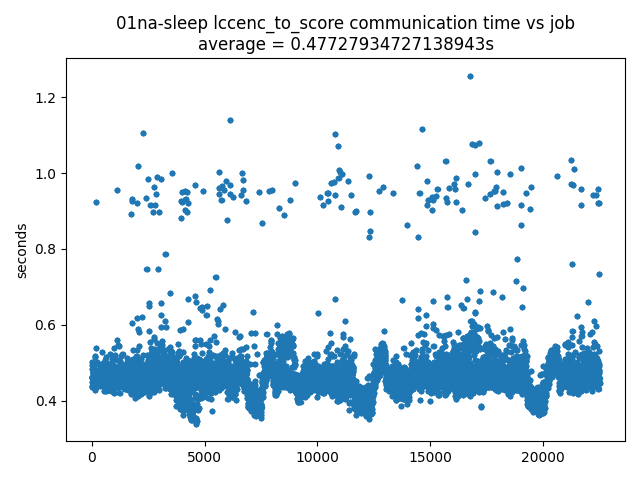 01na-sleep lccenc_to_score communication time vs job
average = 0.47727934727138943s
1.2
1.0
0.8
0.6
0.4
seconds
0 5000 10000 15000 20000